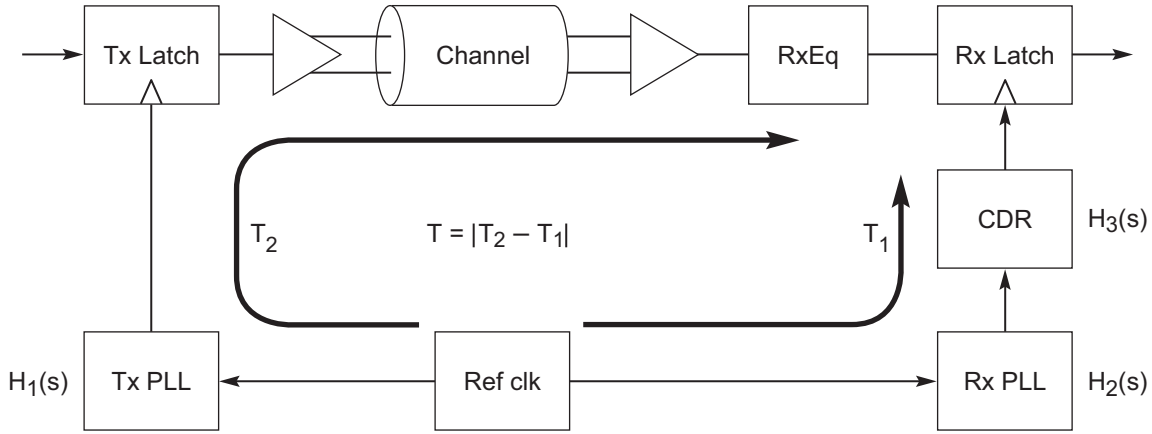 Tx Latch
Channel
RxEq
Rx Latch
T2
T = |T2 – T1|
T1
CDR
H3(s)
H1(s)
Tx PLL
Ref clk
Rx PLL
H2(s)